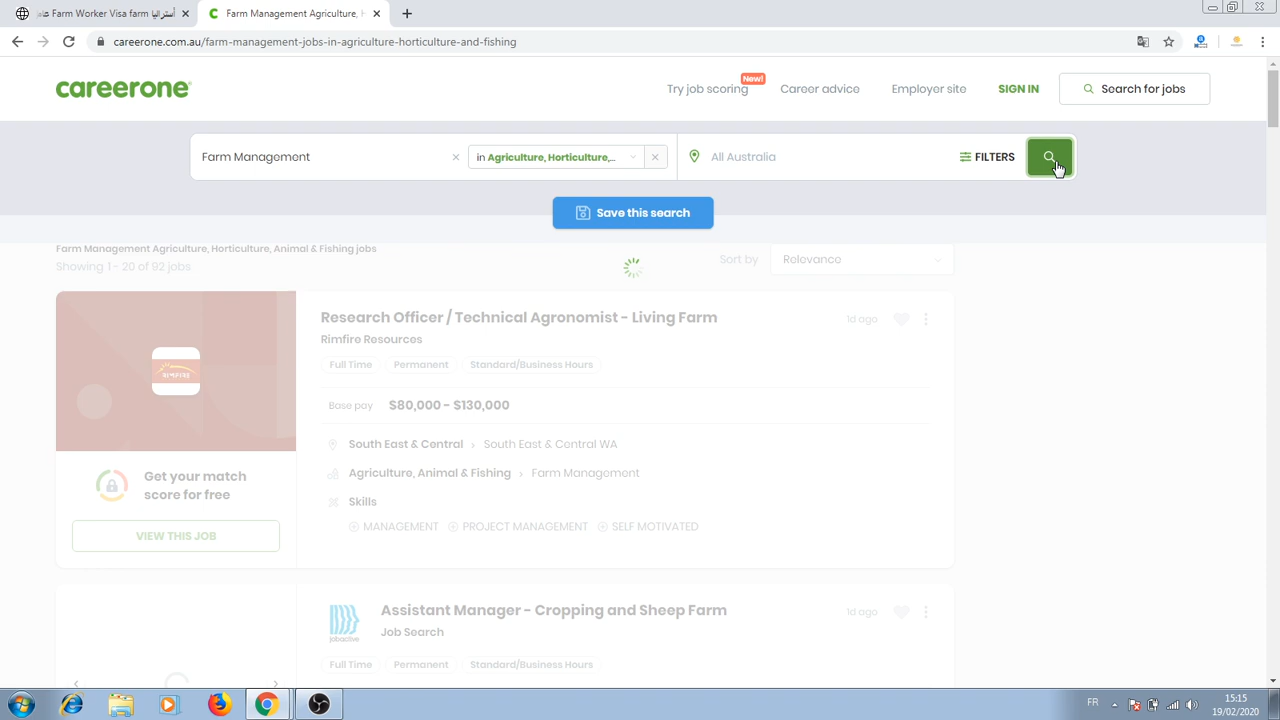 أستراليا Worker Visa Farm على
Farm Management Agriculture,
careerone.com.au/farm-management-jobs-in-agriculture-horticulture-and-fishing
careerone
Try job scoring
New!
Career advice
Employer site
SIGN IN
Search for jobs
Farm Management
in Agriculture, Horticulture,...
All Australia
FILTERS
Save this search
Farm Management Agriculture, Horticulture, Animal & Fishing jobs
Showing 1 - 20 of 92 jobs
Sort by
Relevance
Research Officer / Technical Agronomist - Living Farm
1d ago
Rimfire Resources
Full Time Permanent Standard/Business Hours
Base pay $80,000 - $130,000
South East & Central > South East & Central WA
Agriculture, Animal & Fishing > Farm Management
Skills
MANAGEMENT PROJECT MANAGEMENT SELF MOTIVATED
RIMFIRE
Get your match
score for free
VIEW THIS JOB
Assistant Manager - Cropping and Sheep Farm
1d ago
jobactive
Job Search
Full Time Permanent Standard/Business Hours
FR
15:15
19/02/2020